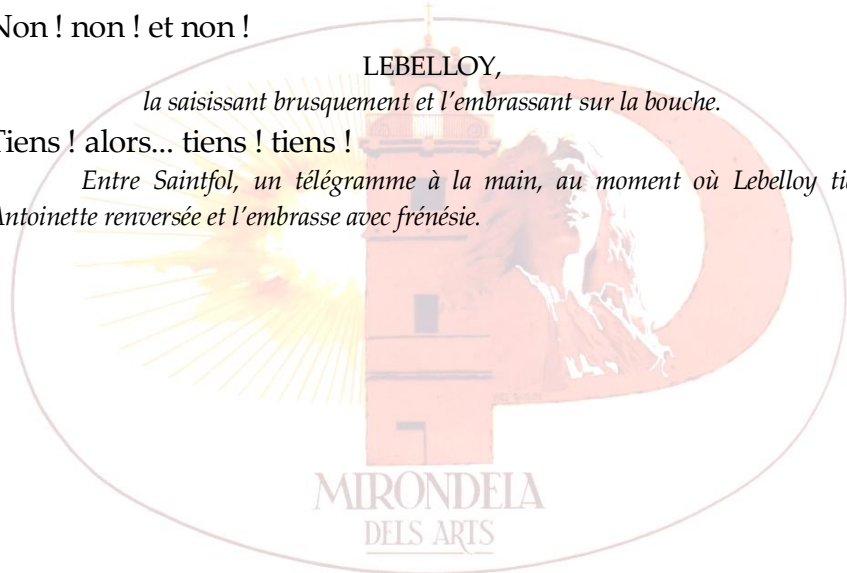 Non ! non ! et non !
LEBELLOY,
la saisissant brusquement et l'embrassant sur la bouche.
Tiens ! alors... tiens ! tiens !
Entre Saintfol, un télégramme à la main, au moment où Lebelloy
Antoinette renversée et l'embrasse avec frénésie.
MIRONDELA
DELS ARTS